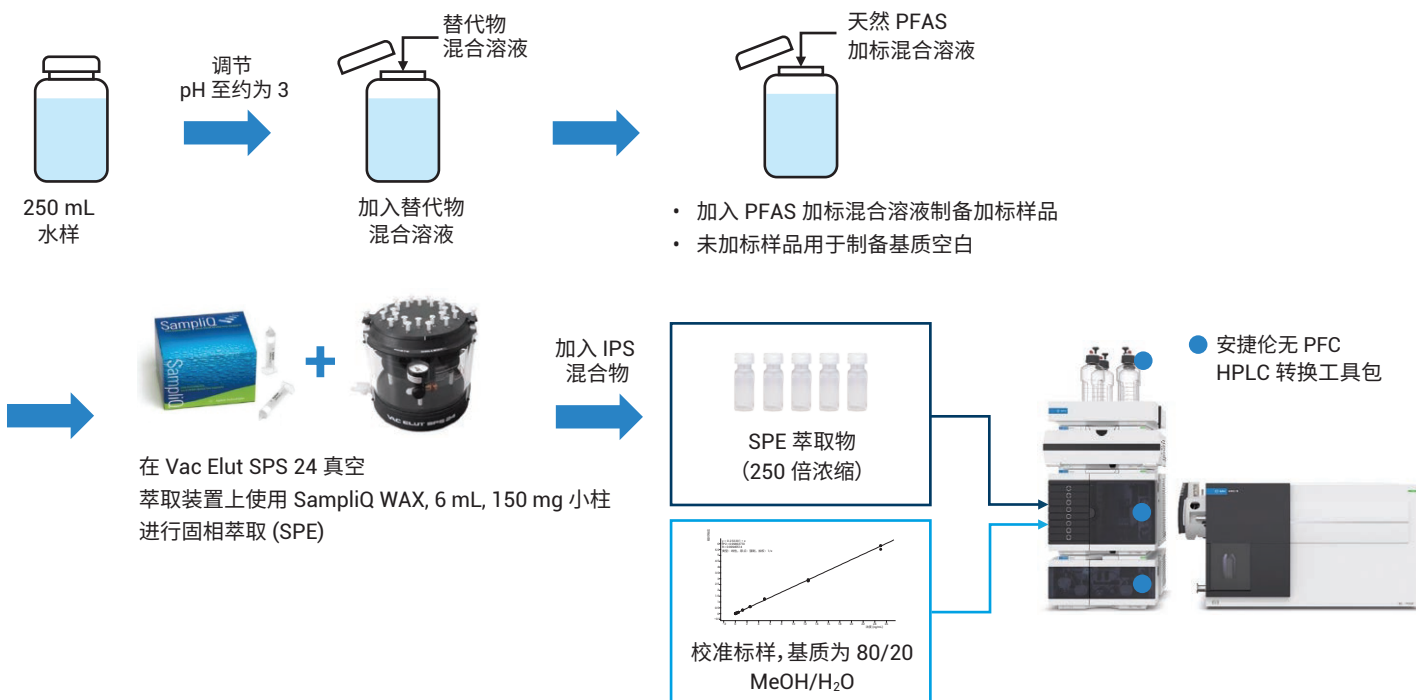 调节
pH 至约为 3
替代物
混合溶液
天然 PFAS
加标混合溶液
250 mL
水样
加入替代物
混合溶液
• 加入 PFAS 加标混合溶液制备加标样品
• 未加标样品用于制备基质空白
SampliQ
SampliQ
VAC ELUT SPS 24
在 Vac Elut SPS 24 真空
萃取装置上使用 SampliQ WAX, 6 mL, 150 mg 小柱
进行固相萃取 (SPE)
加入 IPS
混合物
SPE 萃取物
（250 倍浓缩）
校准标样，基质为 80/20
MeOH/H₂O
安捷伦无 PFC
HPLC 转换工具包